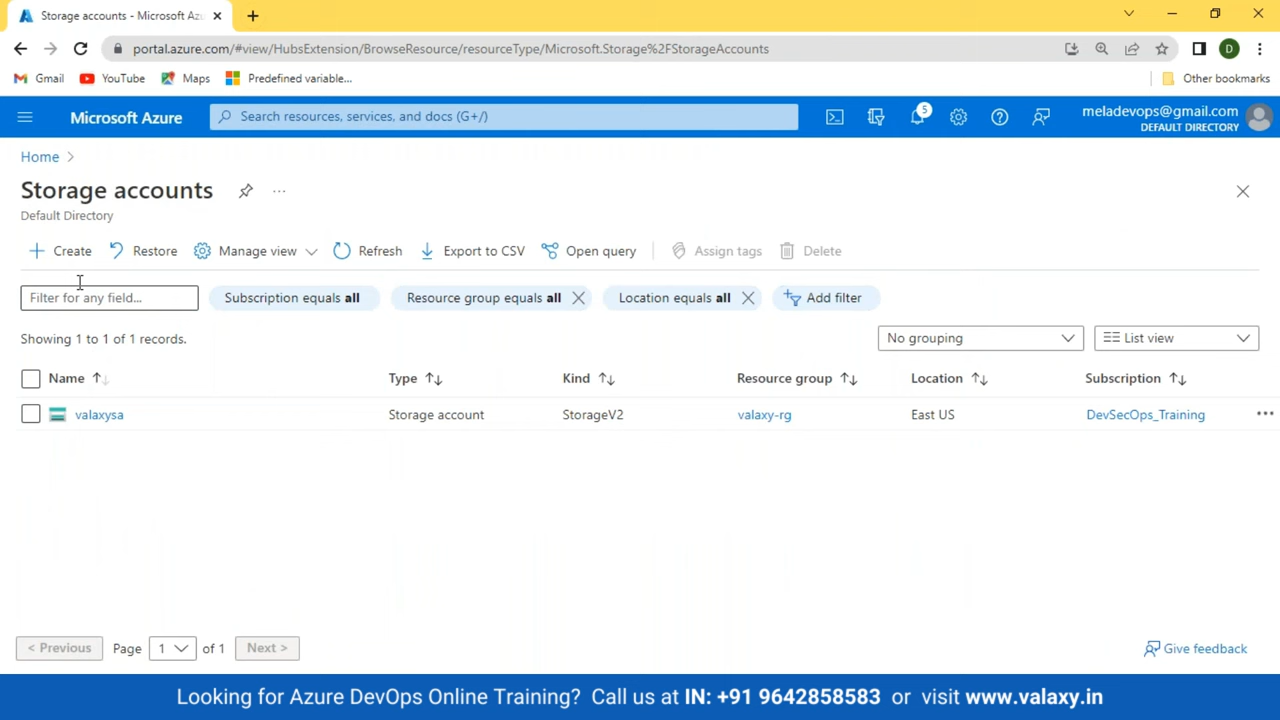 Storage accounts - Microsoft Azu
portal.azure.com/#view/HubsExtension/BrowseResource/resourceType/Microsoft.Storage%2FStorageAccounts
D
Gmail YouTube Maps Predefined variable... Other bookmarks
Microsoft Azure Search resources, services, and docs (G+/) 5 meladevops@gmail.com
DEFAULT DIRECTORY
Home >
Storage accounts ...
Default Directory
+ Create Restore Manage view Refresh Export to CSV Open query Assign tags Delete
Filter for any field... Subscription equals all Resource group equals all Location equals all Add filter
Showing 1 to 1 of 1 records. No grouping List view
Name Type Kind Resource group Location Subscription
valaxysa Storage account StorageV2 valaxy-rg East US DevSecOps_Training ...
< Previous Page 1 of 1 Next > Give feedback
Looking for Azure DevOps Online Training? Call us at IN: +91 9642858583 or visit www.valaxy.in